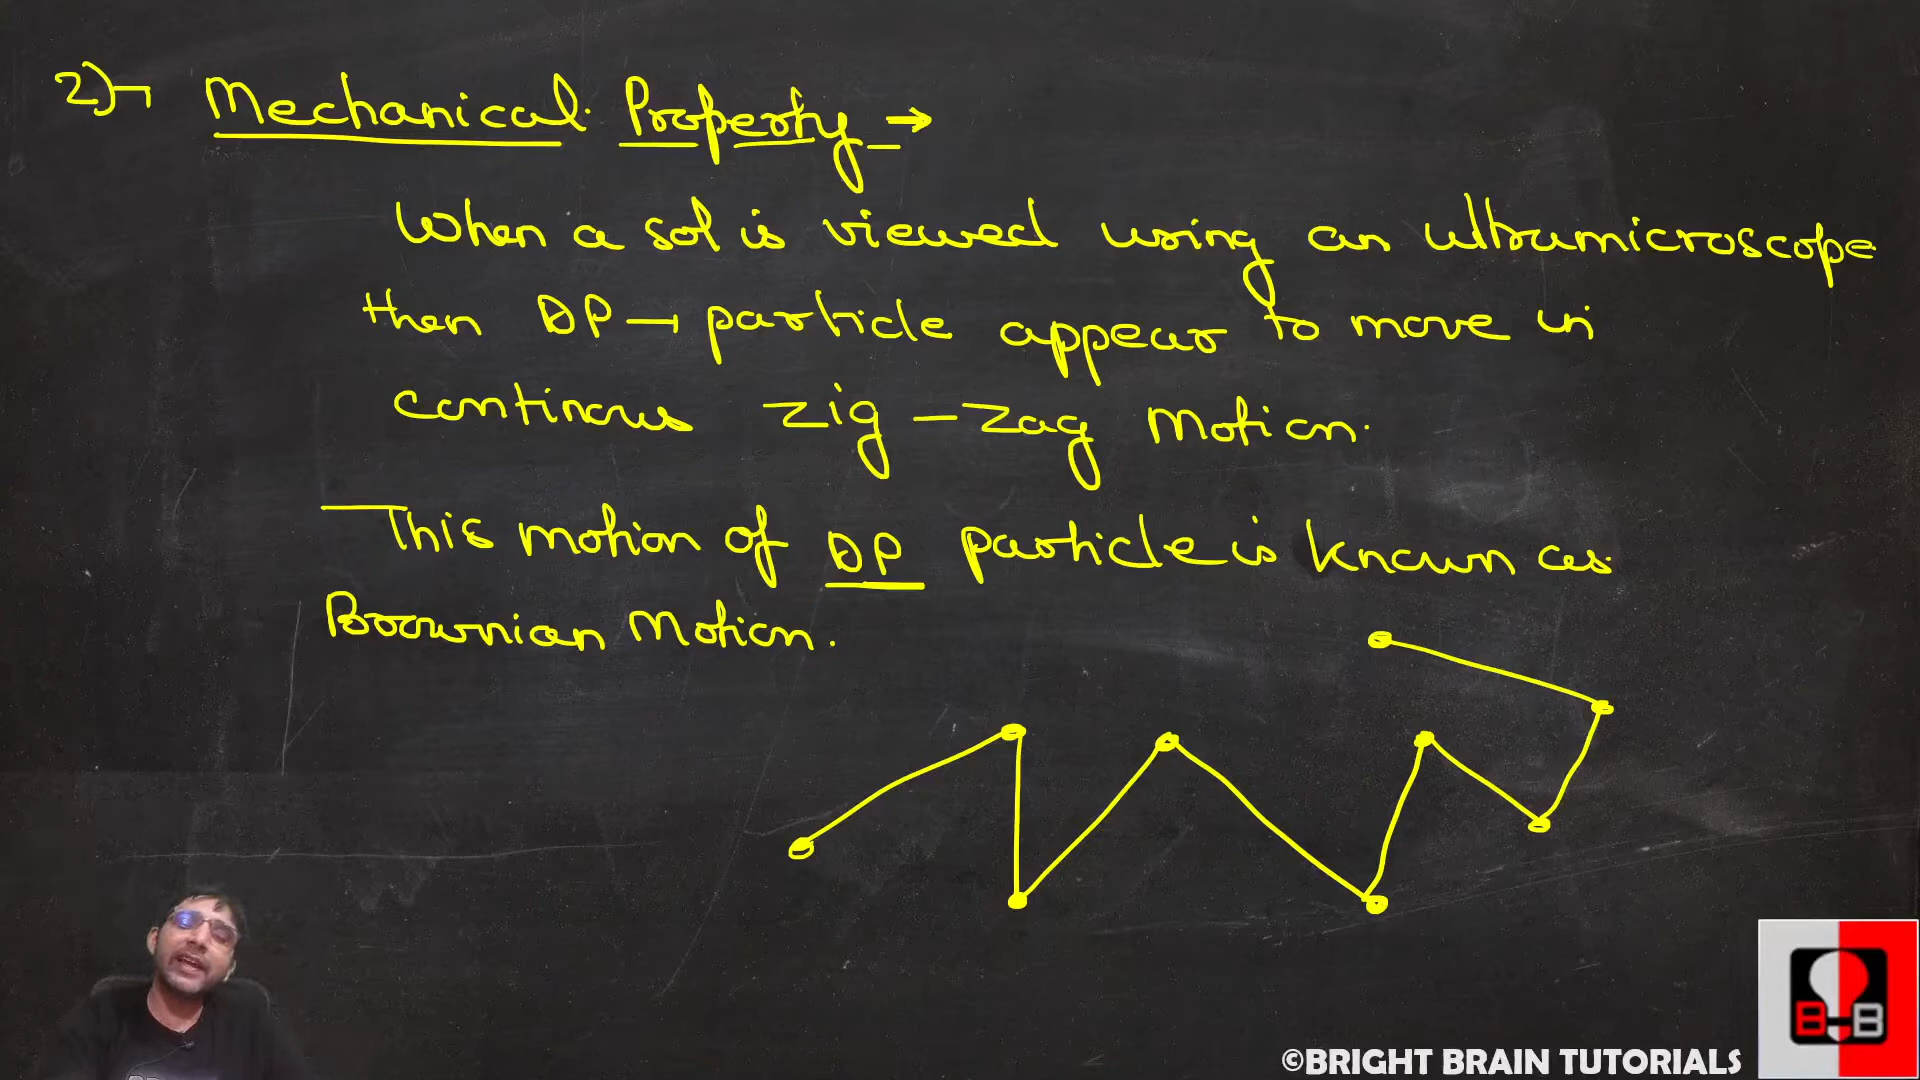 2)→ Mechanical Property →
When a sol is viewed using an ultramicroscope
then DP → particle appear to move in
continous zig-zag Motion.
This motion of DP particle is known as
Brownian Motion.
B-B
©BRIGHT BRAIN TUTORIALS